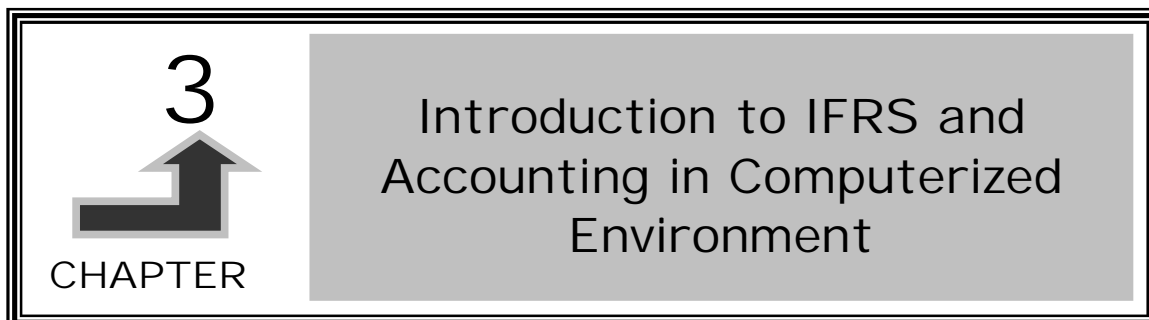 3
CHAPTER
Introduction to IFRS and
Accounting in Computerized
Environment